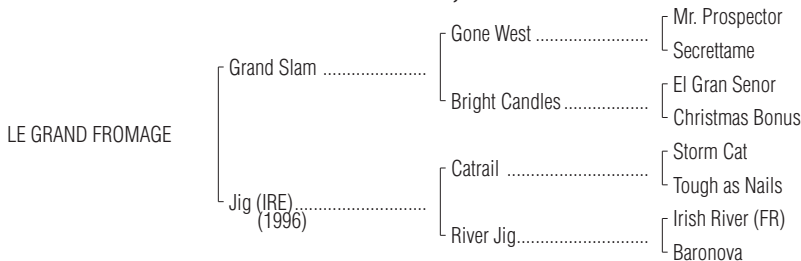 Mr. Prospector
Gone West ......................
Secrettame
Grand Slam ......................
El Gran Senor
Bright Candles .................
Christmas Bonus
LE GRAND FROMAGE
Storm Cat
Catrail ............................
Tough as Nails
Jig (IRE)...........................
(1996)
Irish River (FR)
River Jig..........................
Baronova